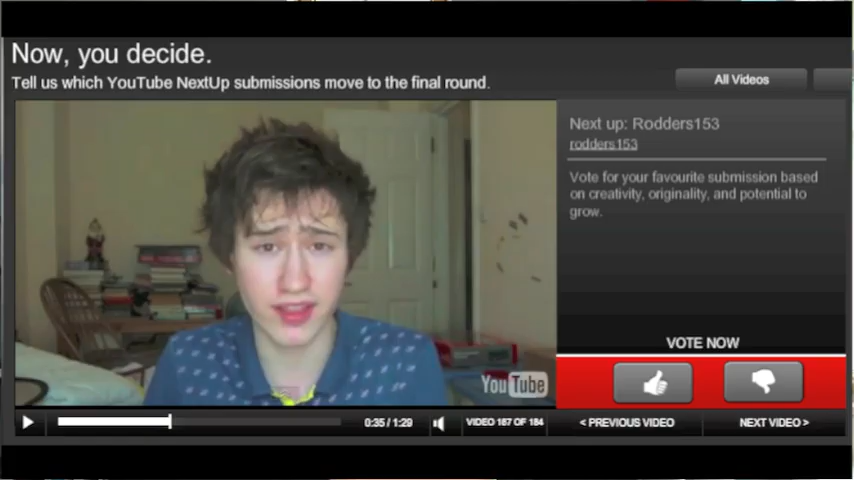 Now, you decide.
Tell us which YouTube NextUp submissions move to the final round.
All Videos
Next up: Rodders153
rodders153
Vote for your favourite submission based
on creativity, originality, and potential to
grow.
VOTE NOW
YouTube
0:35 / 1:29
VIDEO 167 OF 184
< PREVIOUS VIDEO
NEXT VIDEO >